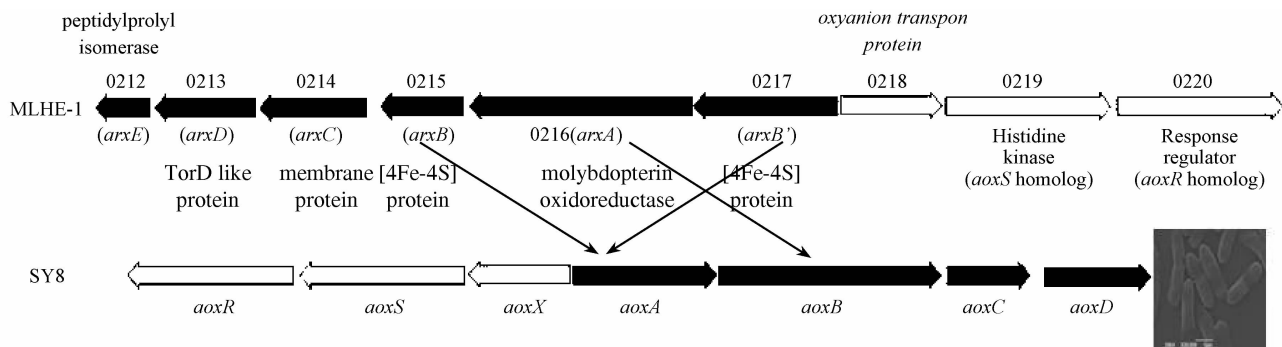 peptidylprolyl
isomerase
oxyanion transpon
protein
0212 0213 0214 0215 0217 0218 0219 0220
MLHE-1
(arxE) (arxD) (arxC) (arxB) 0216(arxA) (arxB’)
TorD like
protein
membrane
protein
[4Fe-4S]
protein
molybdopterin
oxidoreductase
[4Fe-4S]
protein
Histidine
kinase
(aoxS homolog)
Response
regulator
(aoxR homolog)
SY8
aoxR aoxS aoxX aoxA aoxB aoxC aoxD